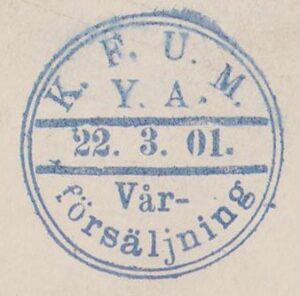 K. F. U. M.
Y. A.
22. 3. 01.
Vår-
försäljning